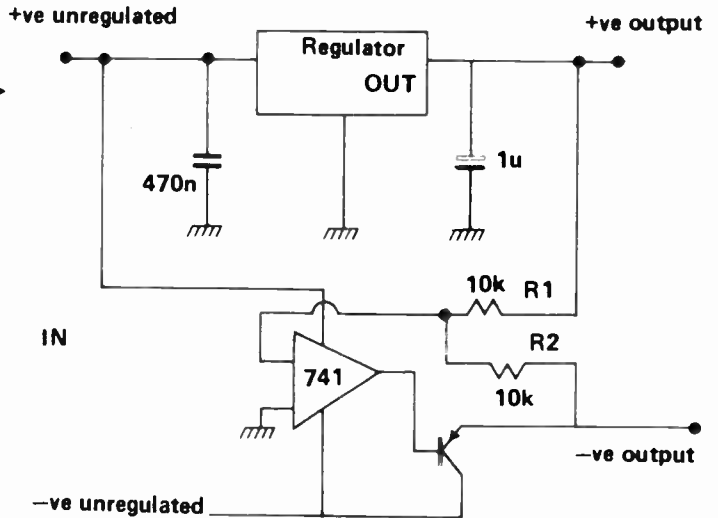 +ve unregulated
+ve output
Regulator
OUT
470n
1u
10k
R1
IN
R2
741
10k
−ve output
−ve unregulated